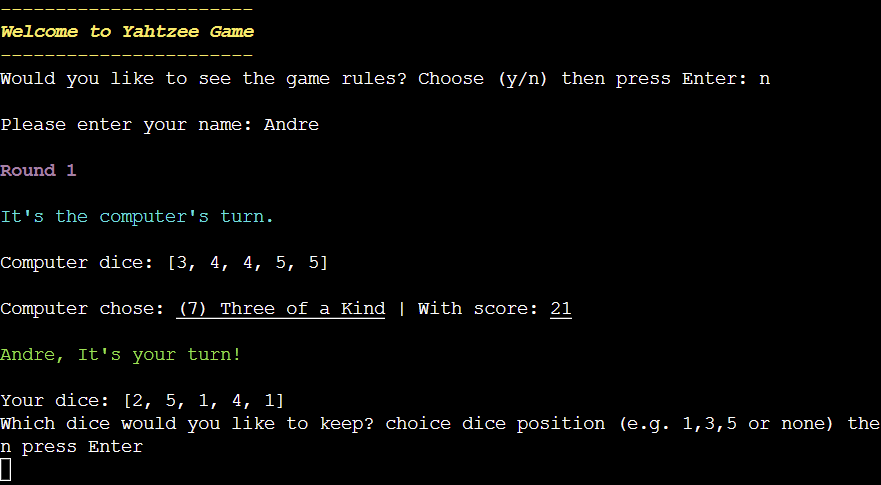 -----------------------
Welcome to Yahtzee Game
-----------------------
Would you like to see the game rules? Choose (y/n) then press Enter: n
Please enter your name: Andre
Round 1
It's the computer's turn.
Computer dice: [3, 4, 4, 5, 5]
Computer chose: (7) Three of a Kind | With score: 21
Andre, It's your turn!
Your dice: [2, 5, 1, 4, 1]
Which dice would you like to keep? choice dice position (e.g. 1,3,5 or none) the
n press Enter